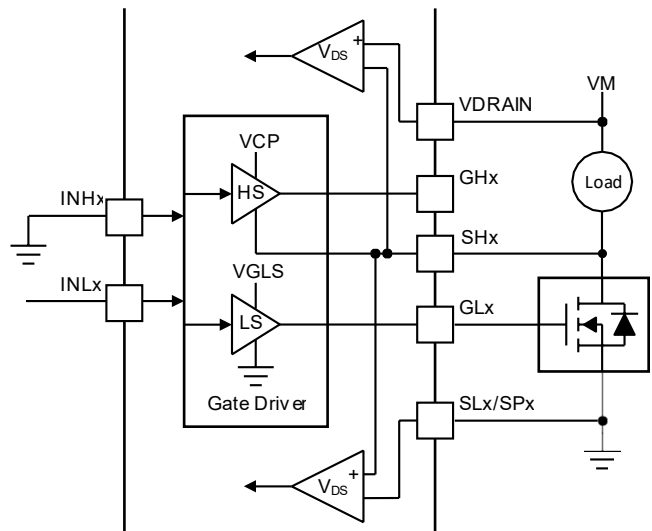 VDS
+
VM
VDRAIN
VCP
GHx
HS
Load
INHx
SHx
VGLS
INLx
GLx
LS
Gate Driver
SLx/SPx
VDS
+